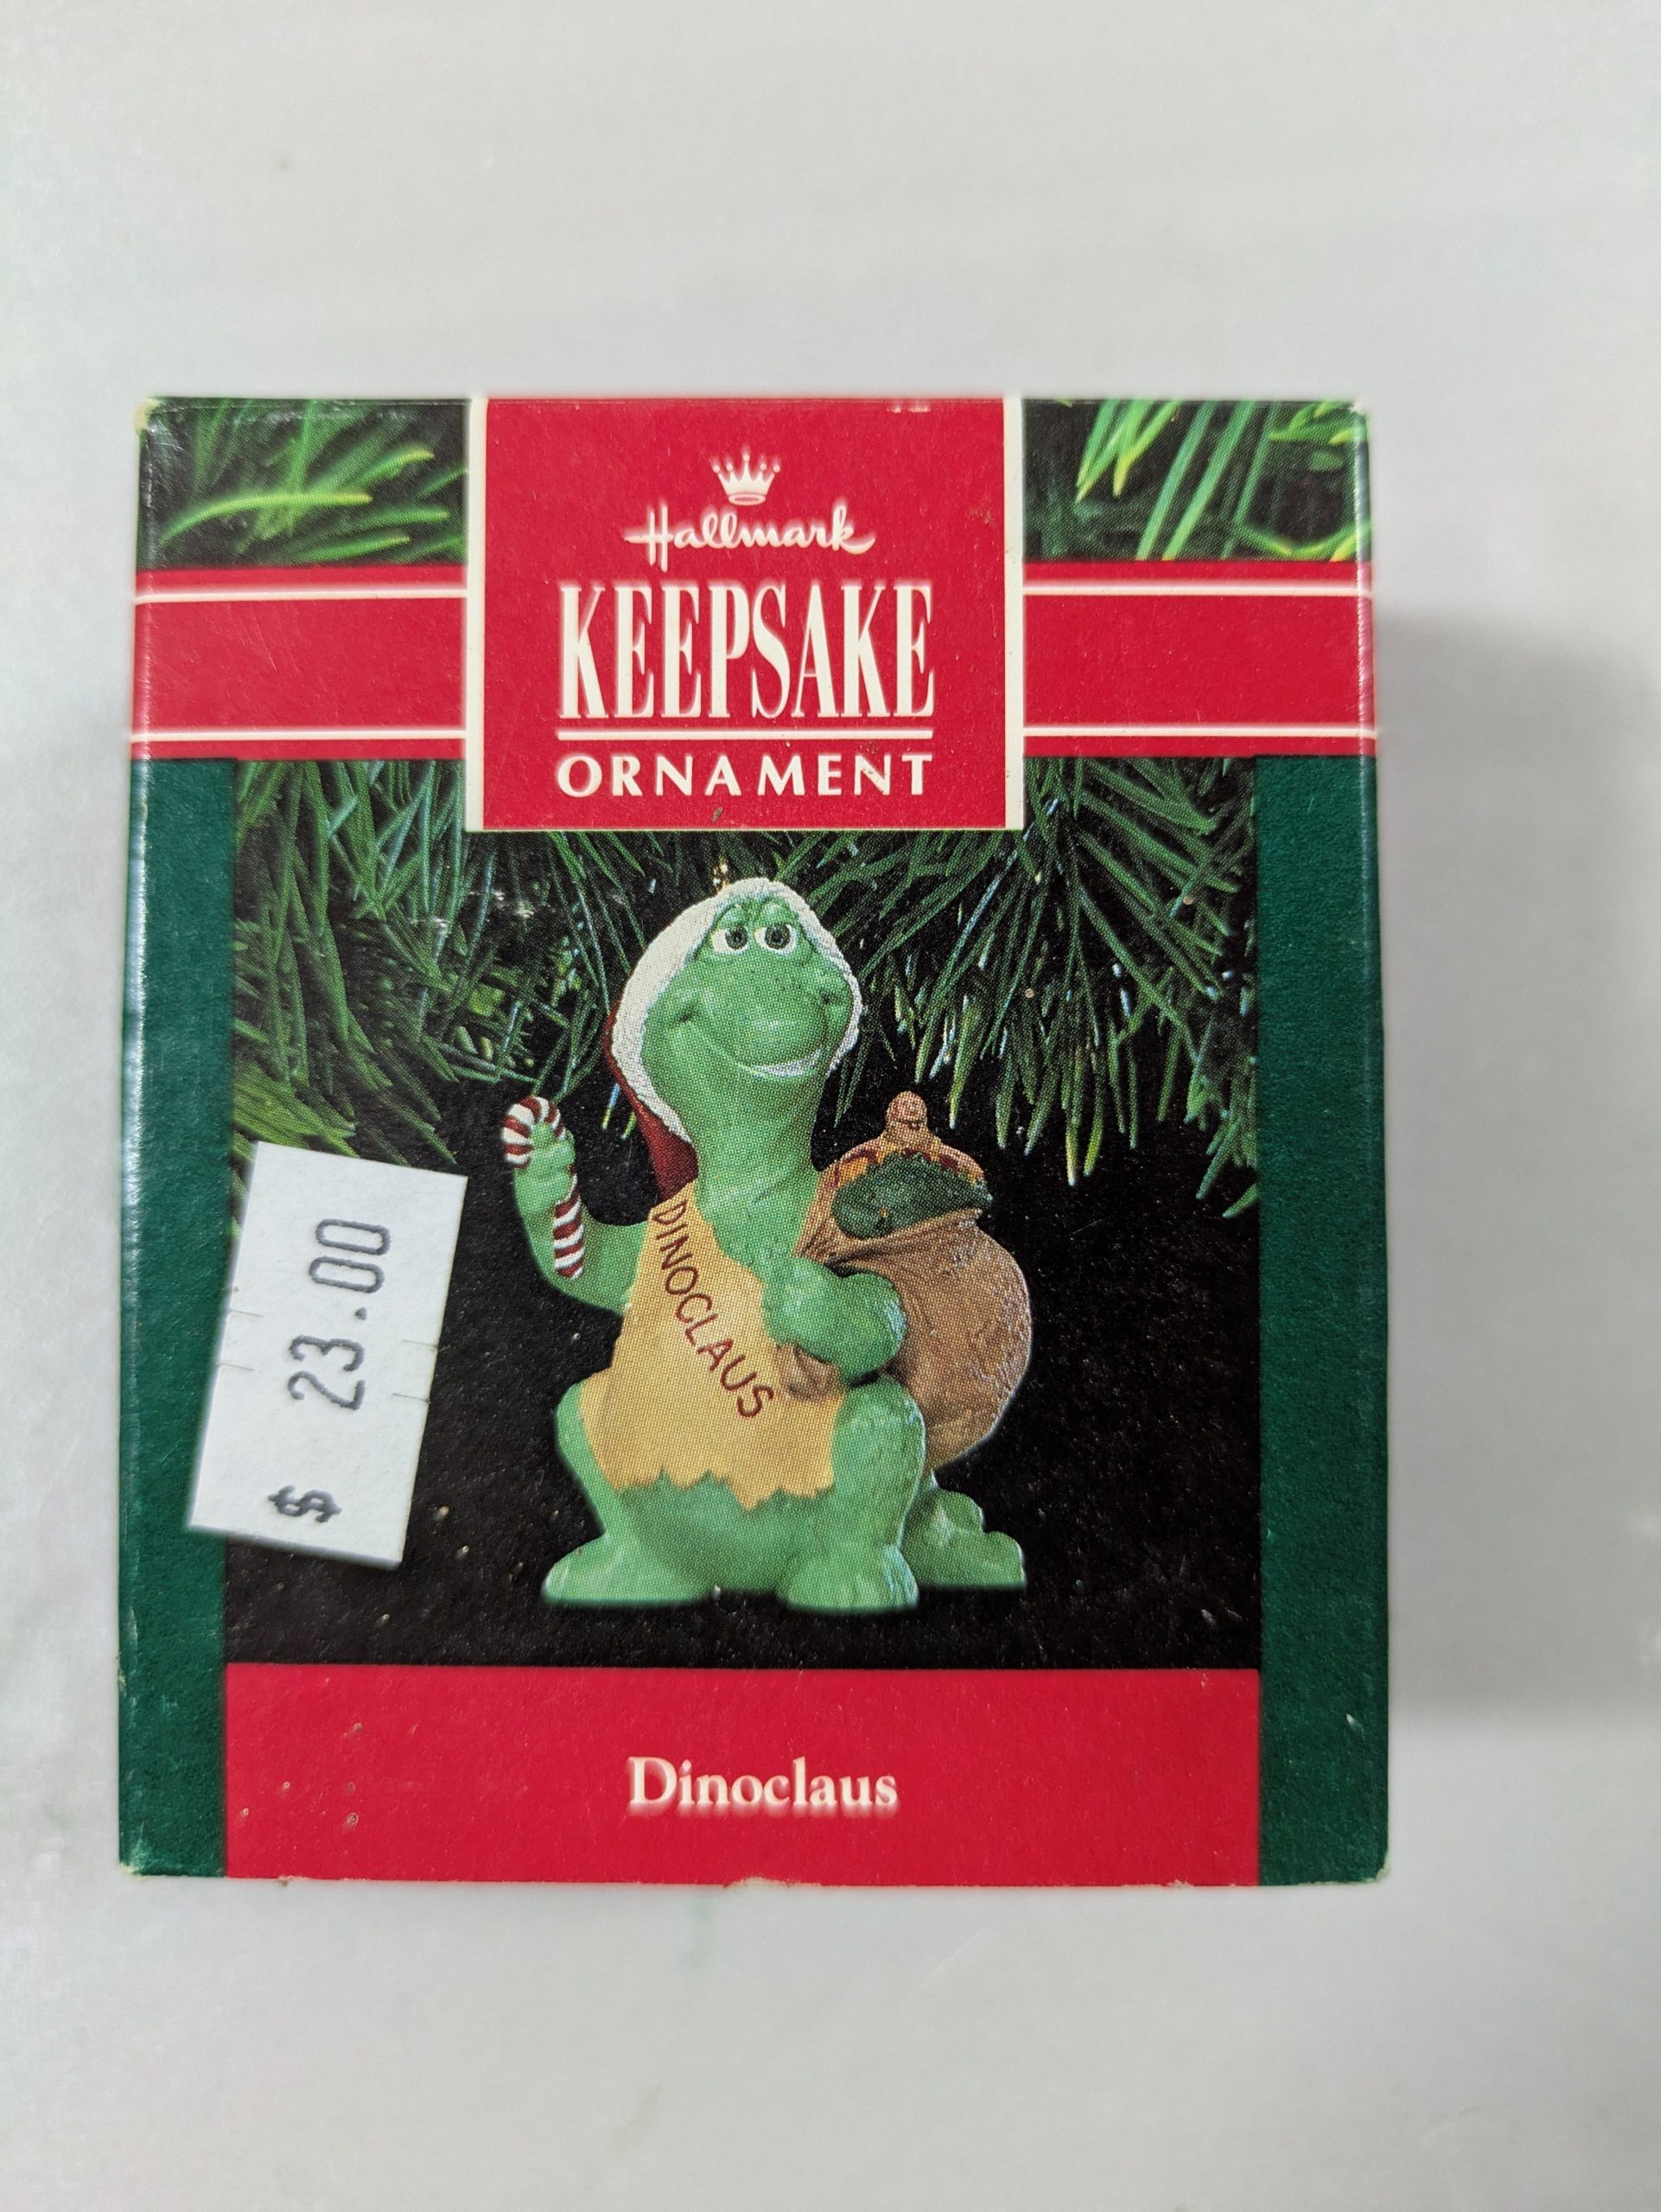 Hallmark
KEEPSAKE
ORNAMENT
DINOCLAUS
$ 23.00
Dinoclaus